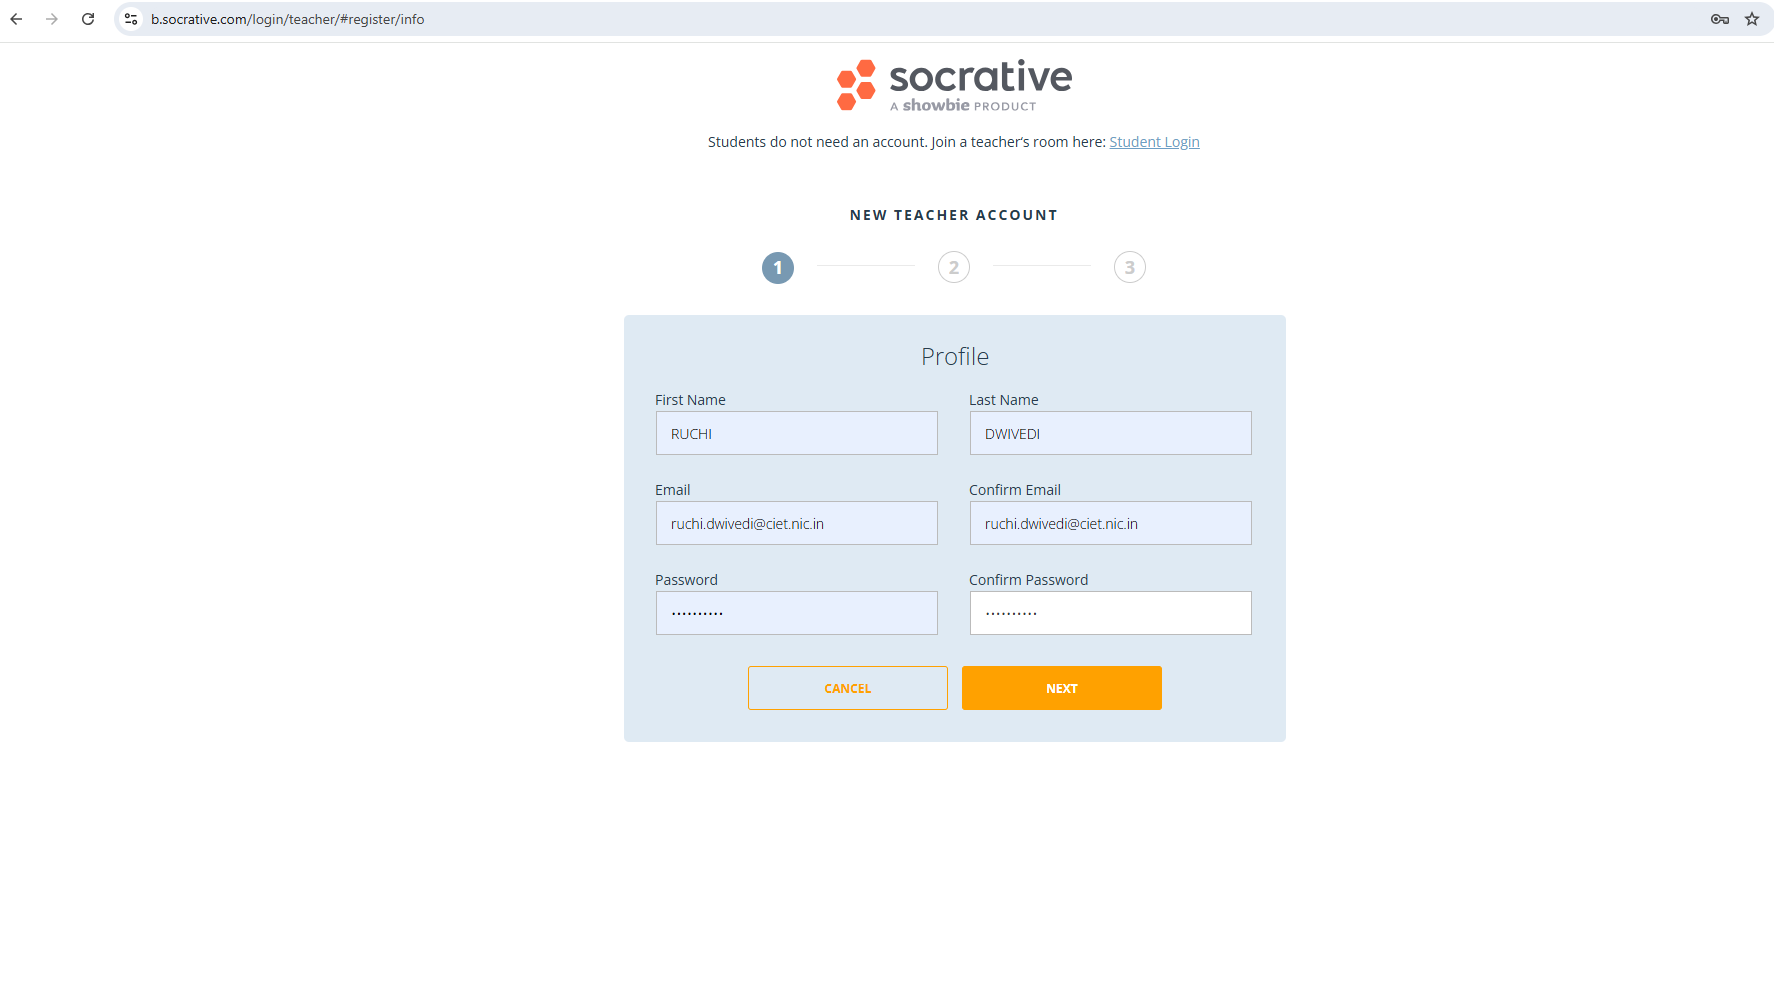 b.socrative.com/login/teacher/#register/info
socrative
A showbie PRODUCT
Students do not need an account. Join a teacher's room here: Student Login
NEW TEACHER ACCOUNT
1 2 3
Profile
First Name Last Name
RUCHI DWIVEDI
Email Confirm Email
ruchi.dwivedi@ciet.nic.in ruchi.dwivedi@ciet.nic.in
Password Confirm Password
•••••••••• ••••••••••
CANCEL NEXT